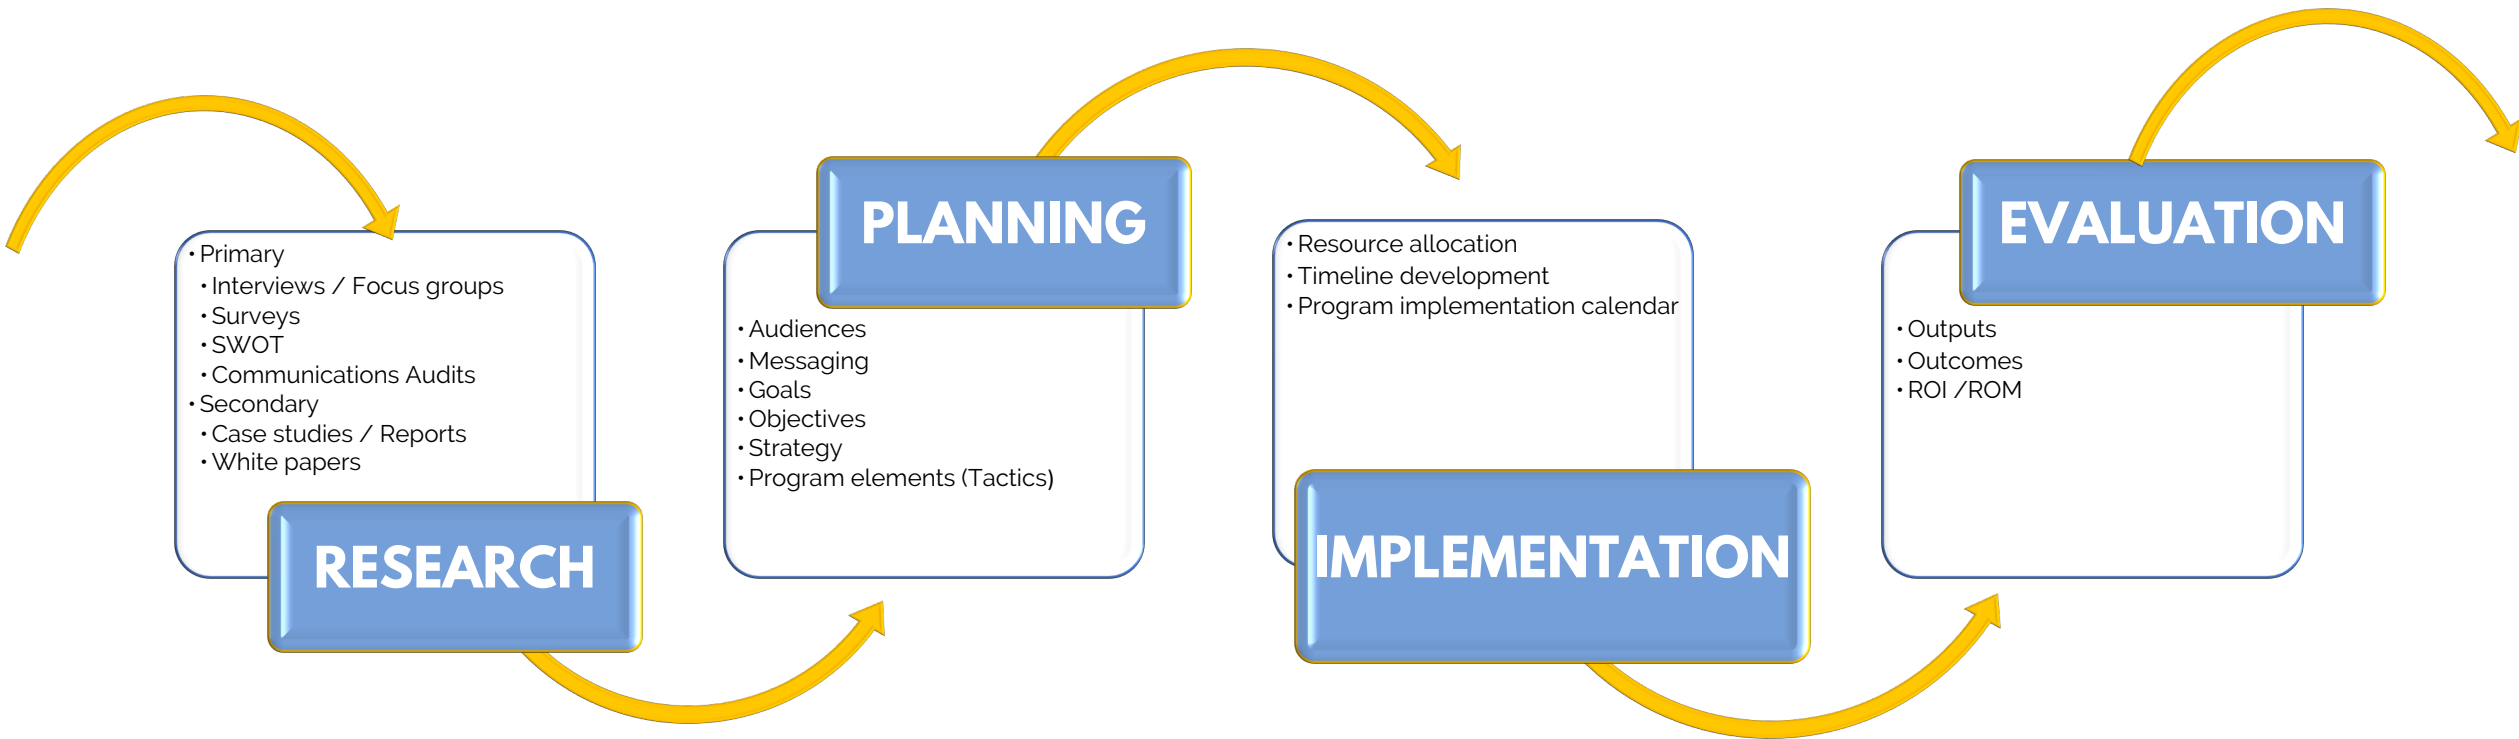 • Primary
• Interviews / Focus groups
• Surveys
• SWOT
• Communications Audits
• Secondary
• Case studies / Reports
• White papers
RESEARCH
PLANNING
• Audiences
• Messaging
• Goals
• Objectives
• Strategy
• Program elements (Tactics)
• Resource allocation
• Timeline development
• Program implementation calendar
IMPLEMENTATION
EVALUATION
• Outputs
• Outcomes
• ROI /ROM